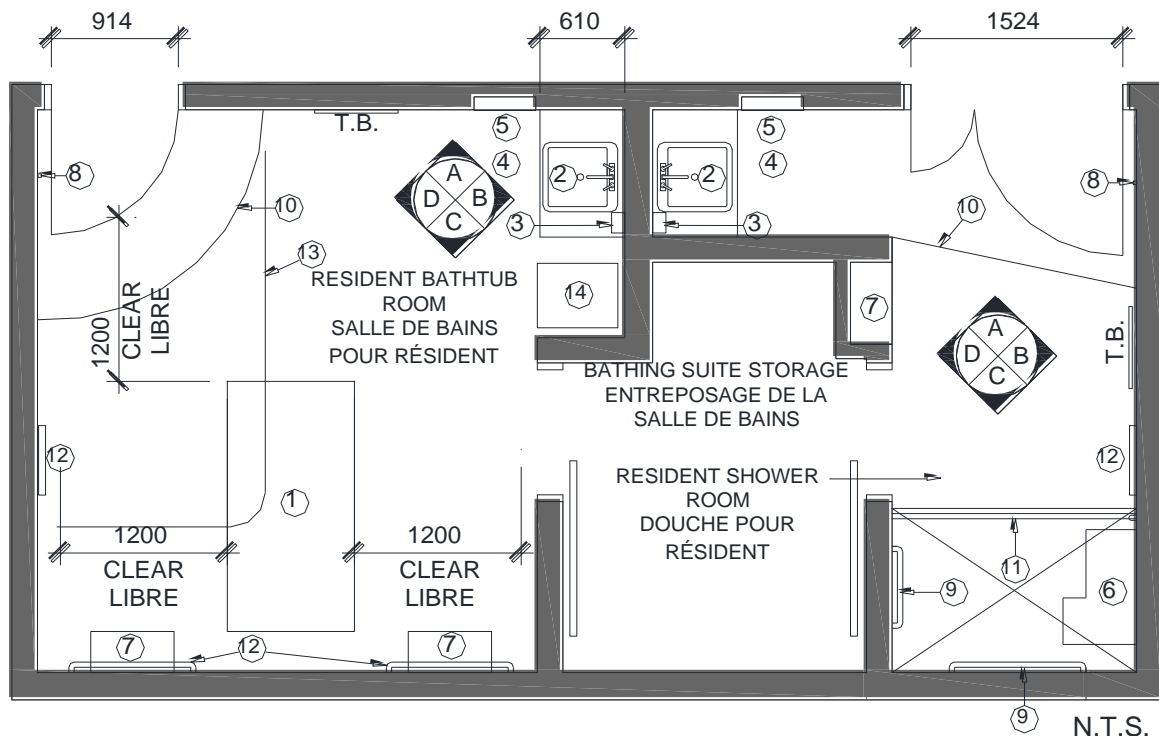 914
610
1524
T.B.
5
5
4
4
2
2
8
8
A
D B
C
10
10
3
3
13
RESIDENT BATHTUB
ROOM
SALLE DE BAINS
POUR RÉSIDENT
14
7
1200
CLEAR
LIBRE
A
D B
C
T.B.
BATHING SUITE STORAGE
ENTREPOSAGE DE LA
SALLE DE BAINS
12
12
RESIDENT SHOWER
ROOM
DOUCHE POUR
RÉSIDENT
1
1200
CLEAR
LIBRE
1200
CLEAR
LIBRE
11
9
6
7
12
7
9
N.T.S.